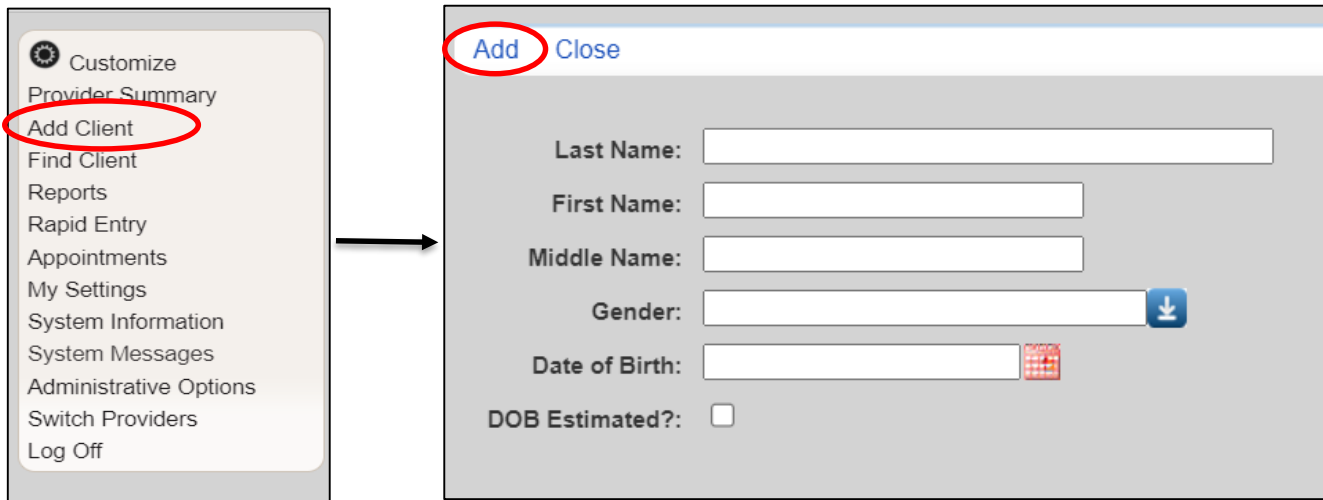 Customize
Provider Summary
Add Client
Find Client
Reports
Rapid Entry
Appointments
My Settings
System Information
System Messages
Administrative Options
Switch Providers
Log Off
Add Close
Last Name:
First Name:
Middle Name:
Gender:
Date of Birth:
DOB Estimated?: